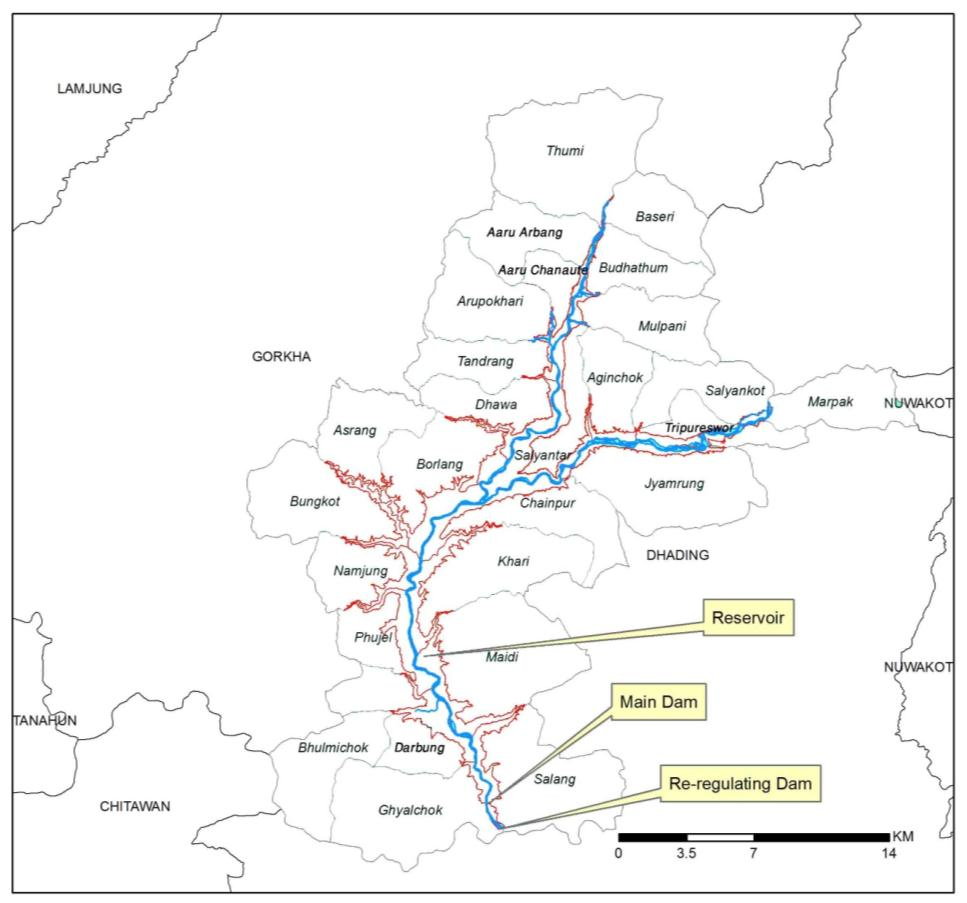 LAMJUNG
Thumi
Baseri
Aaru Arbang
Aaru Chanaute
Budhathum
Arupokhari
Mulpani
GORKHA
Tandrang
Aginchok
Salyankot
Marpak
NUWAKOT
Dhawa
Tripureswor
Asrang
Salyantar
Borlang
Jyamrung
Bungkot
Chainpur
DHADING
Khari
Namjung
Reservoir
Phujel
Maidi
NUWAKOT
Main Dam
TANAHUN
Bhulmichok
Darbung
Salang
Re-regulating Dam
CHITAWAN
Ghyalchok
KM
0 3.5 7 14